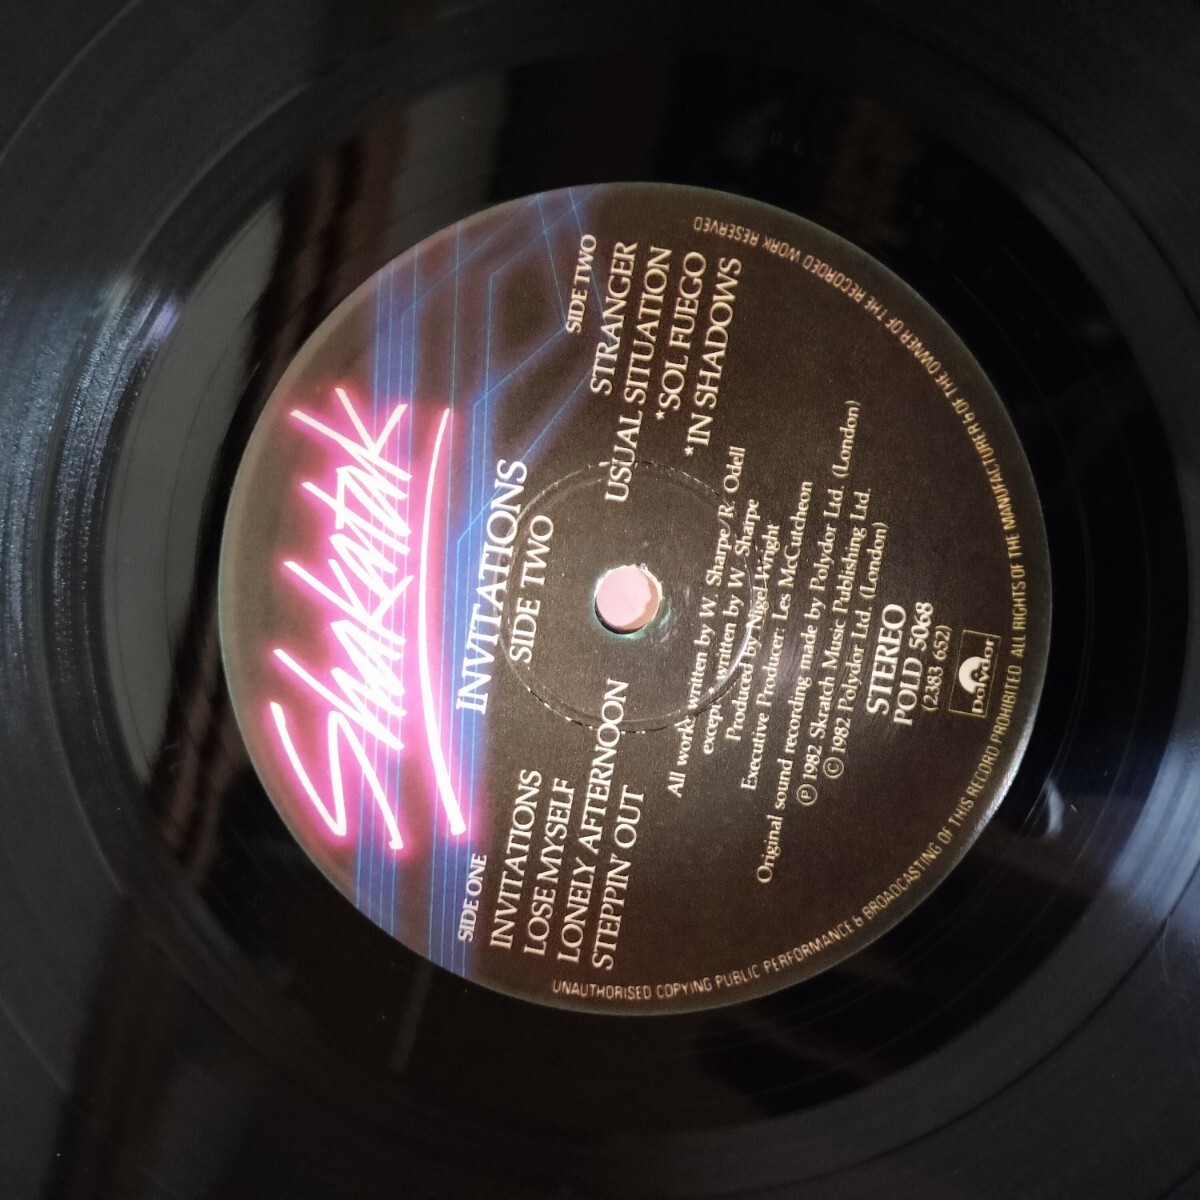 Shakatak
INVITATIONS
SIDE TWO
SIDE ONE
INVITATIONS
LOSE MYSELF
LONELY AFTERNOON
STEPPIN' OUT
SIDE TWO
STRANGER
USUAL SITUATION
*SOL FUEGO
*IN SHADOWS
All works written by W. Sharpe/R. Odell
except *written by W. Sharpe
Produced by Nigel Wright
Executive Producer: Les McCutcheon
Original sound recording made by Polydor Ltd. (London)
℗ 1982 Skratch Music Publishing Ltd.
© 1982 Polydor Ltd. (London)
STEREO
POLD 5068
(2383 652)
polydor
UNAUTHORISED COPYING PUBLIC PERFORMANCE & BROADCASTING OF THIS RECORD PROHIBITED ALL RIGHTS OF THE MANUFACTURER & OF THE OWNER OF THE RECORDED WORK RESERVED